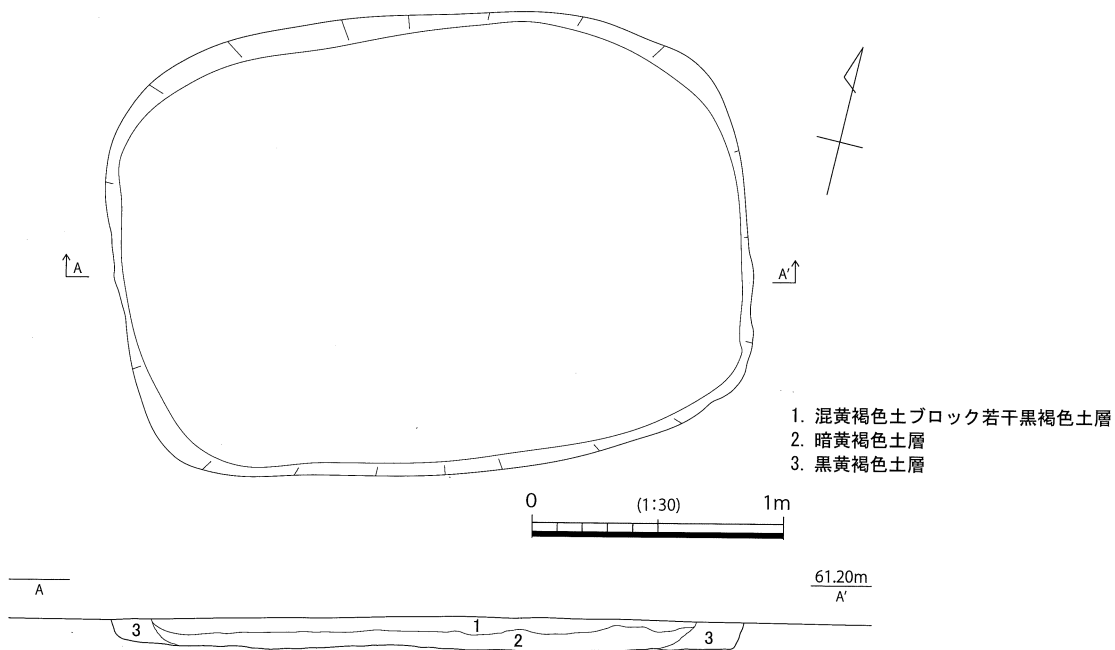 A
A'
1. 混黄褐色土ブロック若干黒褐色土層
2. 暗黄褐色土層
3. 黒黄褐色土層
0 (1:30) 1m
A
61.20m
A'
3
1
2
3